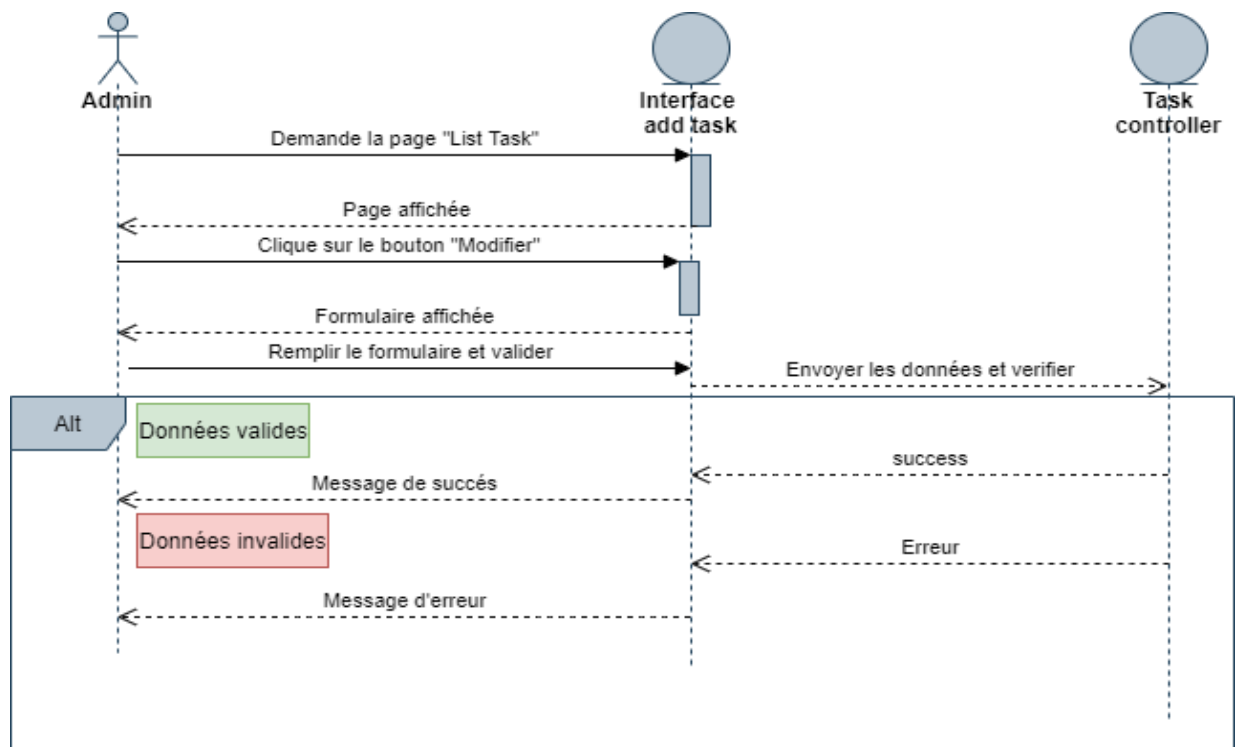 Admin
Interface
add task
Task
controller
Demande la page "List Task"
Page affichée
Clique sur le bouton "Modifier"
Formulaire affichée
Remplir le formulaire et valider
Envoyer les données et verifier
Alt
Données valides
success
Message de succés
Données invalides
Erreur
Message d'erreur